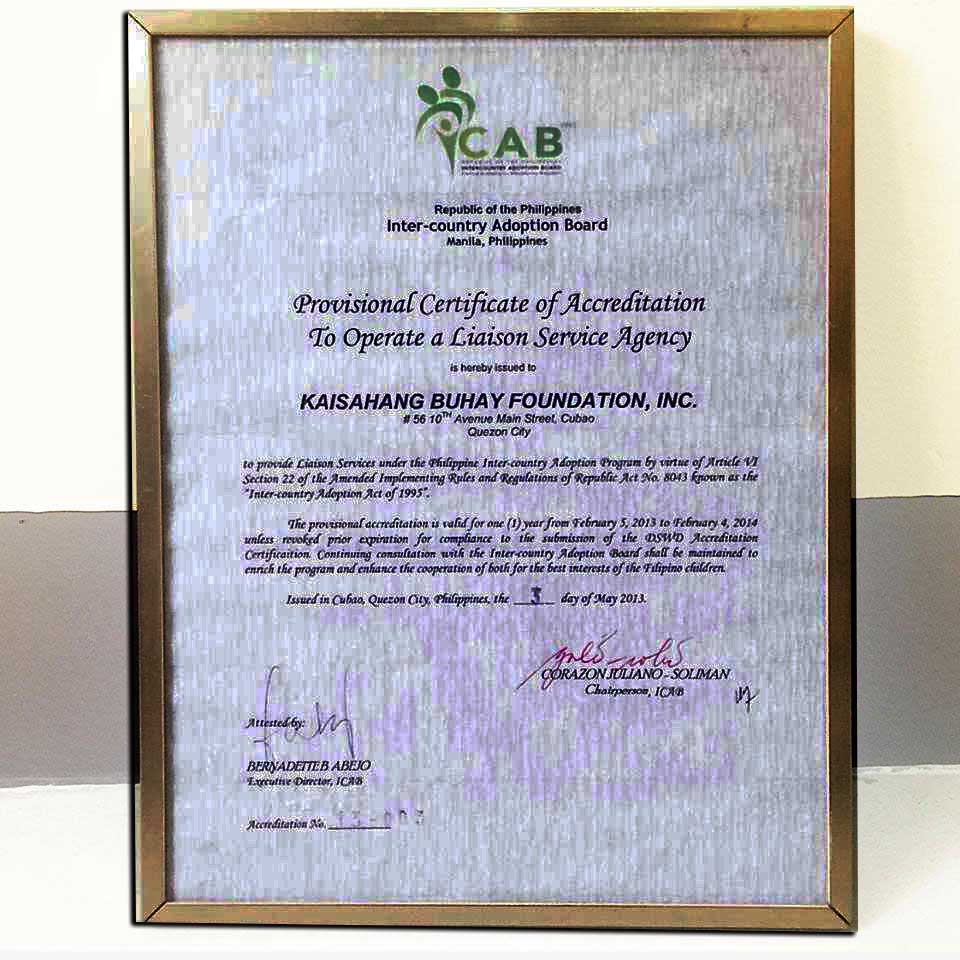 ICAB
REPUBLIC OF THE PHILIPPINES
INTERCOUNTRY ADOPTION BOARD
Republic of the Philippines
Inter-country Adoption Board
Manila, Philippines
Provisional Certificate of Accreditation
To Operate a Liaison Service Agency
is hereby issued to
KAISAHANG BUHAY FOUNDATION, INC.
# 56 10TH Avenue Main Street, Cubao
Quezon City
to provide Liaison Services under the Philippine Inter-country Adoption Program by virtue of Article VI
Section 22 of the Amended Implementing Rules and Regulations of Republic Act No. 8043 known as the
"Inter-country Adoption Act of 1995".
The provisional accreditation is valid for one (1) year from February 5, 2013 to February 4, 2014
unless revoked prior expiration for compliance to the submission of the DSWD Accreditation
Certification. Continuing consultation with the Inter-country Adoption Board shall be maintained to
enrich the program and enhance the cooperation of both for the best interests of the Filipino children.
Issued in Cubao, Quezon City, Philippines, the 3 day of May 2013.
CORAZON JULIANO - SOLIMAN
Chairperson, ICAB
Attested by:
BERNADETTE B. ABEJO
Executive Director, ICAB
Accreditation No.